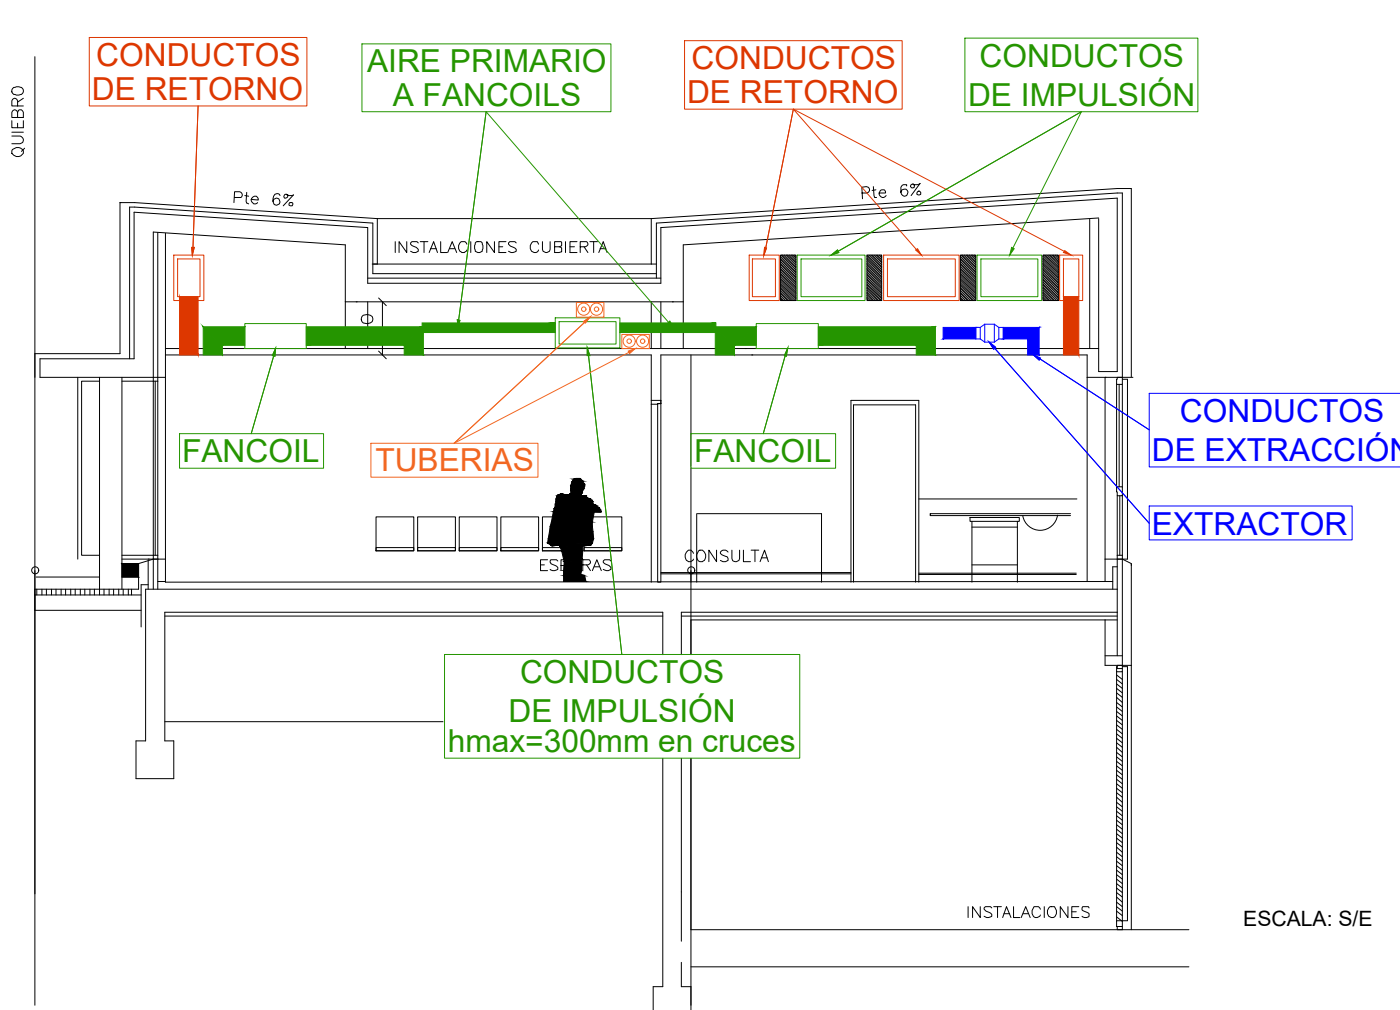 CONDUCTOS
DE RETORNO
AIRE PRIMARIO
A FANCOILS
CONDUCTOS
DE RETORNO
CONDUCTOS
DE IMPULSIÓN
QUIEBRO
Pte 6%
Pte 6%
INSTALACIONES CUBIERTA
FANCOIL
TUBERIAS
FANCOIL
CONDUCTOS
DE EXTRACCIÓN
EXTRACTOR
ESPERAS
CONSULTA
CONDUCTOS
DE IMPULSIÓN
hmax=300mm en cruces
INSTALACIONES
ESCALA: S/E